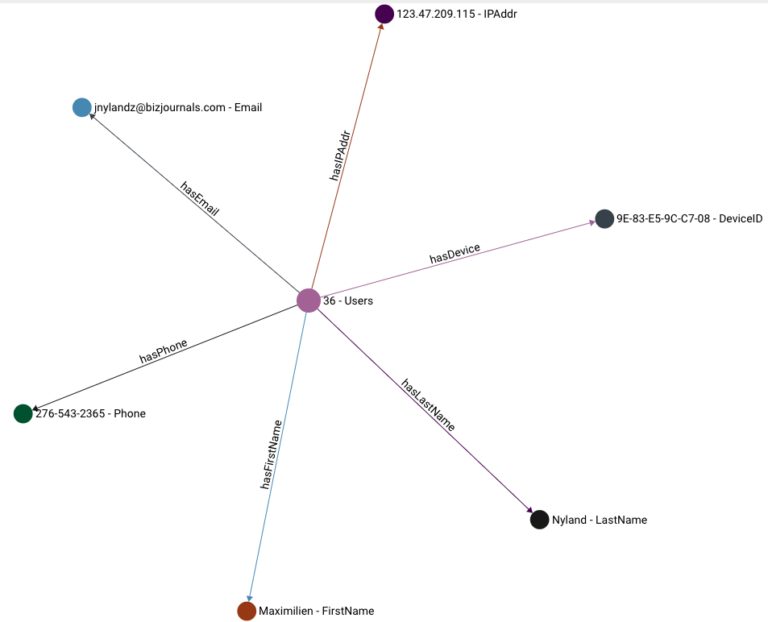 123.47.209.115 - IPAddr
hasIPAddr
jnylandz@bizjournals.com - Email
hasEmail
9E-83-E5-9C-C7-08 - DeviceID
hasDevice
36 - Users
hasPhone
276-543-2365 - Phone
hasLastName
hasFirstName
Nyland - LastName
Maximilien - FirstName